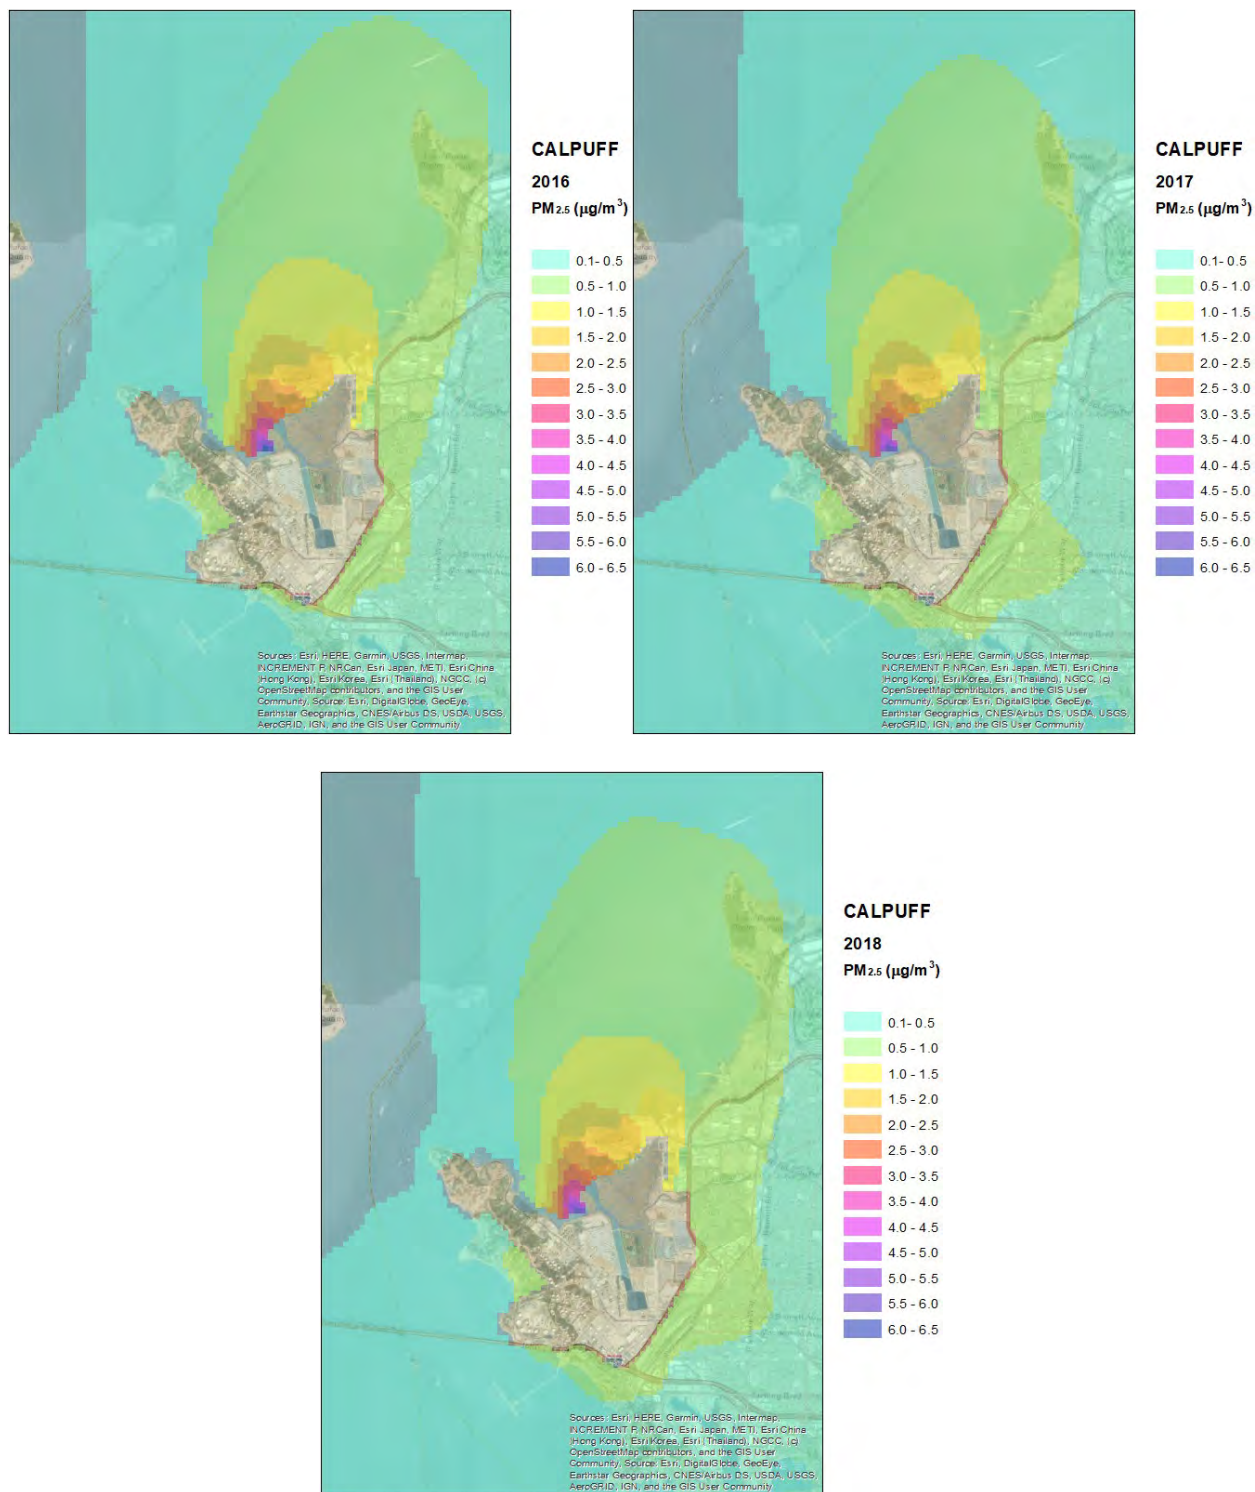 CALPUFF
2016
PM2.5 (µg/m³)
0.1- 0.5
0.5 - 1.0
1.0 - 1.5
1.5 - 2.0
2.0 - 2.5
2.5 - 3.0
3.0 - 3.5
3.5 - 4.0
4.0 - 4.5
4.5 - 5.0
5.0 - 5.5
5.5 - 6.0
6.0 - 6.5
Sources: Esri, HERE, Garmin, USGS, Intermap,
INCREMENT P, NRCan, Esri Japan, METI, Esri China
(Hong Kong), Esri Korea, Esri (Thailand), NGCC, (c)
OpenStreetMap contributors, and the GIS User
Community, Source: Esri, DigitalGlobe, GeoEye,
Earthstar Geographics, CNES/Airbus DS, USDA, USGS,
AeroGRID, IGN, and the GIS User Community
CALPUFF
2017
PM2.5 (µg/m³)
0.1- 0.5
0.5 - 1.0
1.0 - 1.5
1.5 - 2.0
2.0 - 2.5
2.5 - 3.0
3.0 - 3.5
3.5 - 4.0
4.0 - 4.5
4.5 - 5.0
5.0 - 5.5
5.5 - 6.0
6.0 - 6.5
Sources: Esri, HERE, Garmin, USGS, Intermap,
INCREMENT P, NRCan, Esri Japan, METI, Esri China
(Hong Kong), Esri Korea, Esri (Thailand), NGCC, (c)
OpenStreetMap contributors, and the GIS User
Community, Source: Esri, DigitalGlobe, GeoEye,
Earthstar Geographics, CNES/Airbus DS, USDA, USGS,
AeroGRID, IGN, and the GIS User Community
CALPUFF
2018
PM2.5 (µg/m³)
0.1- 0.5
0.5 - 1.0
1.0 - 1.5
1.5 - 2.0
2.0 - 2.5
2.5 - 3.0
3.0 - 3.5
3.5 - 4.0
4.0 - 4.5
4.5 - 5.0
5.0 - 5.5
5.5 - 6.0
6.0 - 6.5
Sources: Esri, HERE, Garmin, USGS, Intermap,
INCREMENT P, NRCan, Esri Japan, METI, Esri China
(Hong Kong), Esri Korea, Esri (Thailand), NGCC, (c)
OpenStreetMap contributors, and the GIS User
Community, Source: Esri, DigitalGlobe, GeoEye,
Earthstar Geographics, CNES/Airbus DS, USDA, USGS,
AeroGRID, IGN, and the GIS User Community